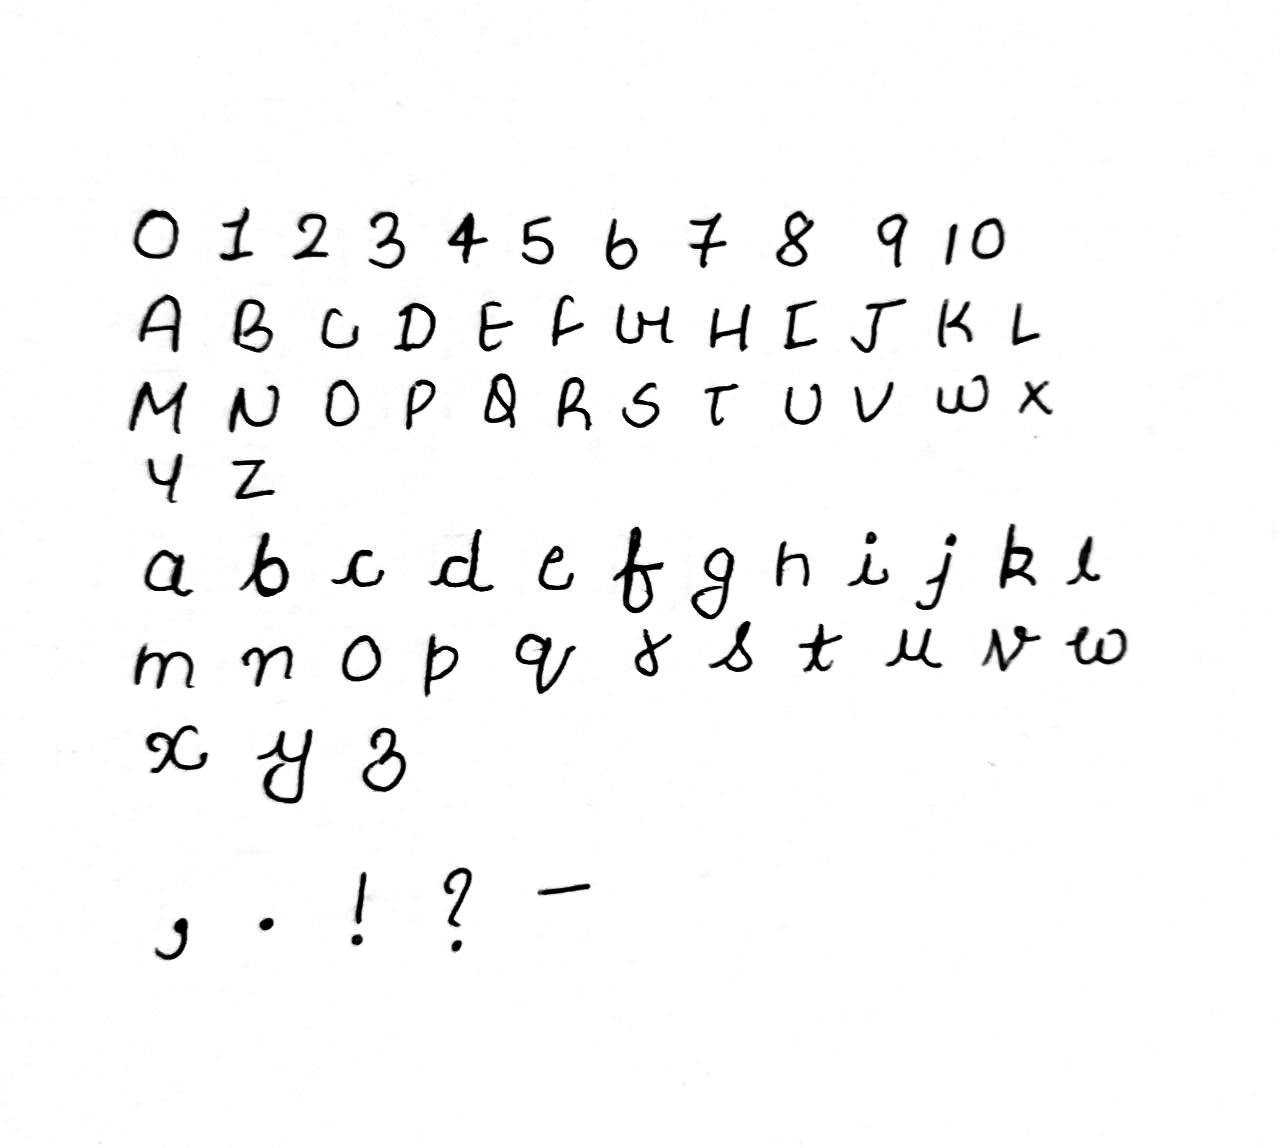 0 1 2 3 4 5 6 7 8 9 10
A B C D E F G H I J K L
M N O P Q R S T U V W X
Y Z
a b c d e f g h i j k l
m n o p q r s t u v w
x y z
, . ! ? -